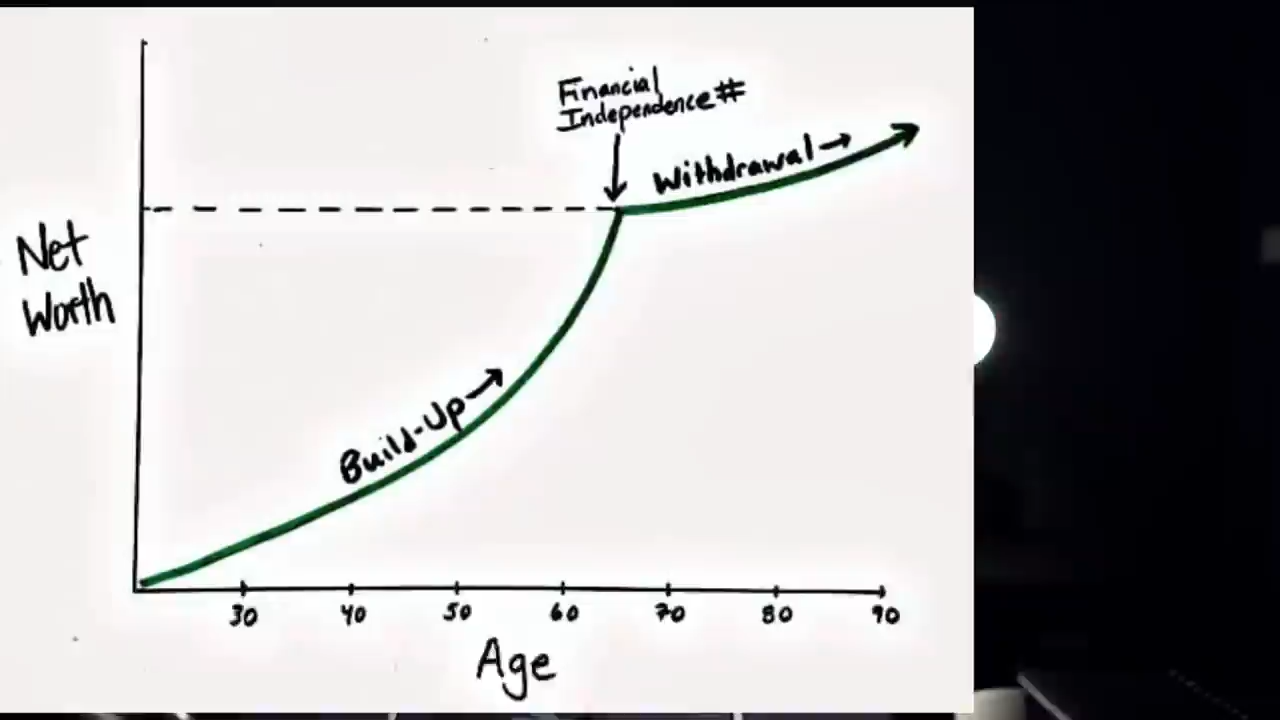 Financial
Independence #
Withdrawal →
Net
Worth
Build-Up →
30 40 50 60 70 80 90
Age